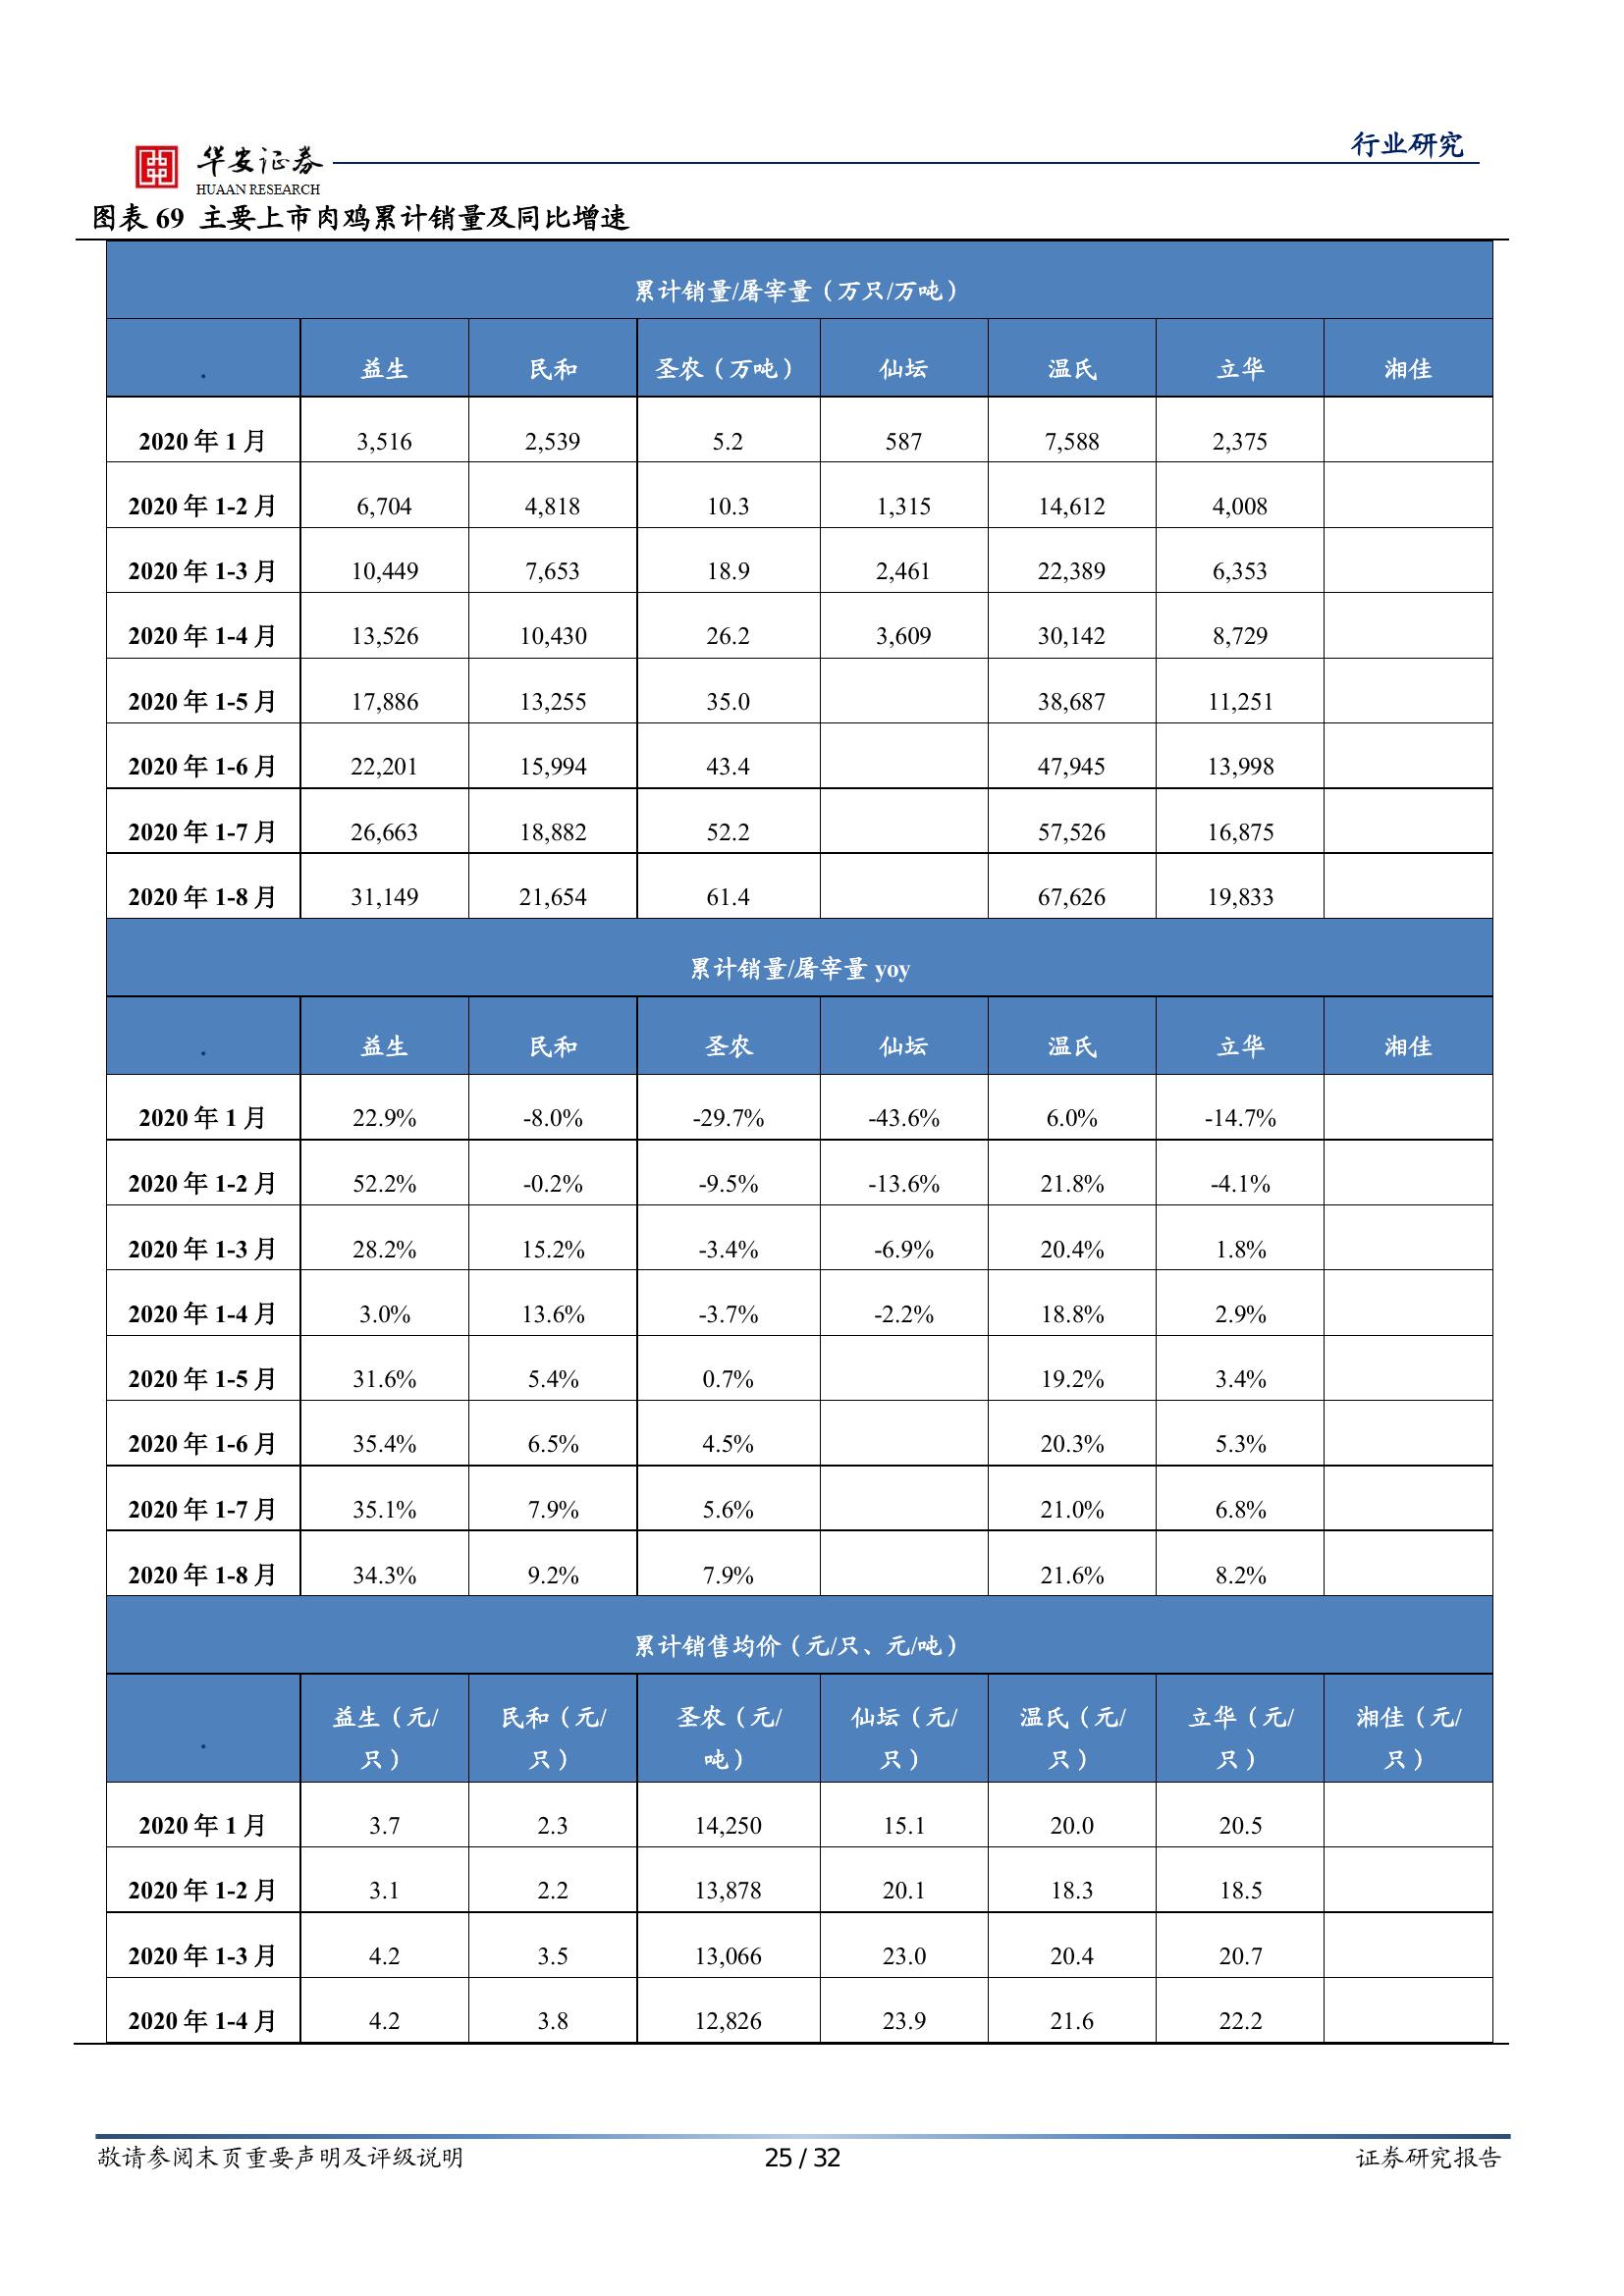 行业研究
华安证券
HUAAN RESEARCH
图表 69 主要上市肉鸡累计销量及同比增速
累计销量/屠宰量（万只/万吨）
. 益生 民和 圣农（万吨） 仙坛 温氏 立华 湘佳
2020 年 1 月 3,516 2,539 5.2 587 7,588 2,375
2020 年 1-2 月 6,704 4,818 10.3 1,315 14,612 4,008
2020 年 1-3 月 10,449 7,653 18.9 2,461 22,389 6,353
2020 年 1-4 月 13,526 10,430 26.2 3,609 30,142 8,729
2020 年 1-5 月 17,886 13,255 35.0 38,687 11,251
2020 年 1-6 月 22,201 15,994 43.4 47,945 13,998
2020 年 1-7 月 26,663 18,882 52.2 57,526 16,875
2020 年 1-8 月 31,149 21,654 61.4 67,626 19,833
累计销量/屠宰量 yoy
. 益生 民和 圣农 仙坛 温氏 立华 湘佳
2020 年 1 月 22.9% -8.0% -29.7% -43.6% 6.0% -14.7%
2020 年 1-2 月 52.2% -0.2% -9.5% -13.6% 21.8% -4.1%
2020 年 1-3 月 28.2% 15.2% -3.4% -6.9% 20.4% 1.8%
2020 年 1-4 月 3.0% 13.6% -3.7% -2.2% 18.8% 2.9%
2020 年 1-5 月 31.6% 5.4% 0.7% 19.2% 3.4%
2020 年 1-6 月 35.4% 6.5% 4.5% 20.3% 5.3%
2020 年 1-7 月 35.1% 7.9% 5.6% 21.0% 6.8%
2020 年 1-8 月 34.3% 9.2% 7.9% 21.6% 8.2%
累计销售均价（元/只、元/吨）
. 益生（元/ 民和（元/ 圣农（元/ 仙坛（元/ 温氏（元/ 立华（元/ 湘佳（元/
只） 只） 吨） 只） 只） 只） 只）
2020 年 1 月 3.7 2.3 14,250 15.1 20.0 20.5
2020 年 1-2 月 3.1 2.2 13,878 20.1 18.3 18.5
2020 年 1-3 月 4.2 3.5 13,066 23.0 20.4 20.7
2020 年 1-4 月 4.2 3.8 12,826 23.9 21.6 22.2
敬请参阅末页重要声明及评级说明 25 / 32 证券研究报告